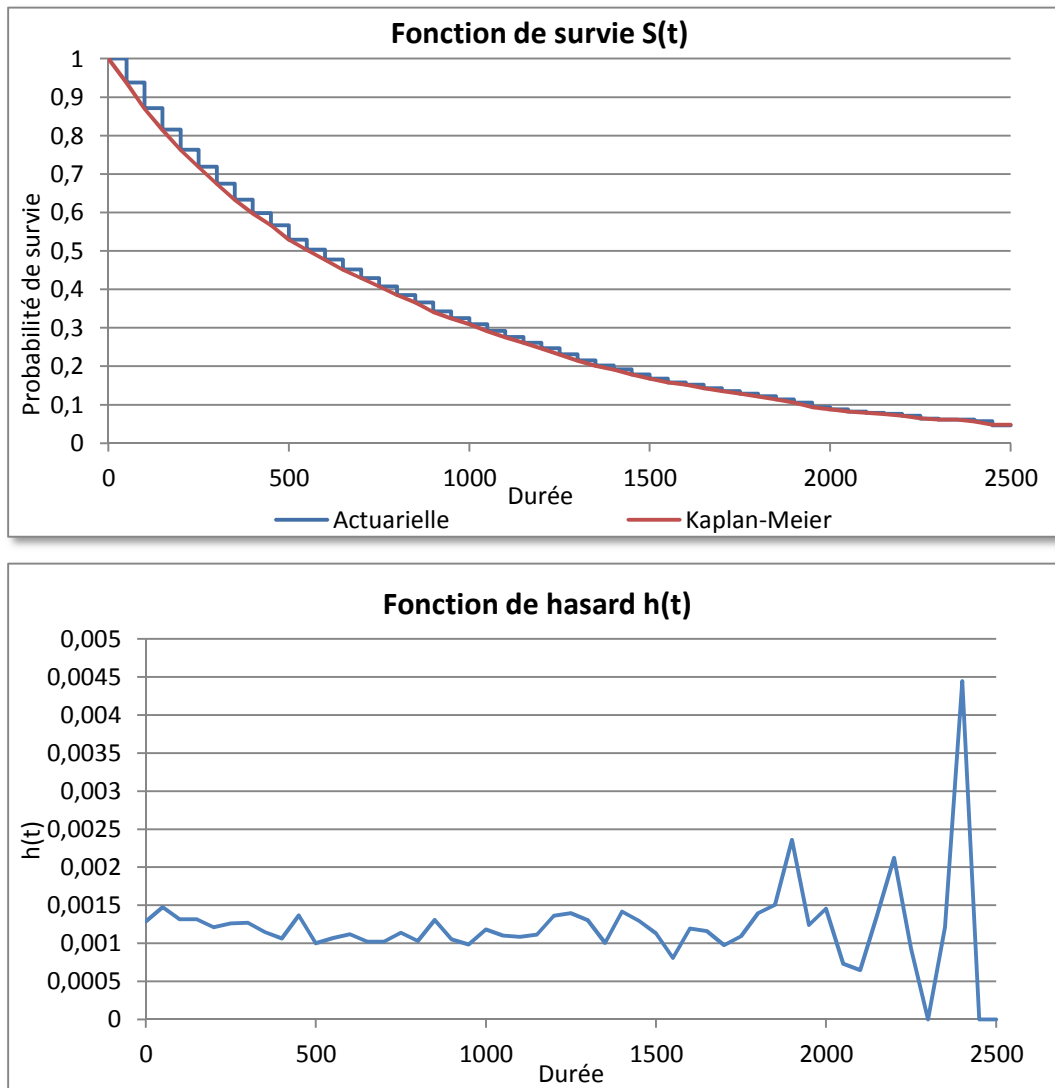 Fonction de survie S(t)
1
0,9
0,8
0,7
0,6
0,5
0,4
0,3
0,2
0,1
0
Probabilité de survie
0 500 1000 1500 2000 2500
Durée
Actuarielle Kaplan-Meier
Fonction de hasard h(t)
0,005
0,0045
0,004
0,0035
0,003
0,0025
0,002
0,0015
0,001
0,0005
0
h(t)
0 500 1000 1500 2000 2500
Durée